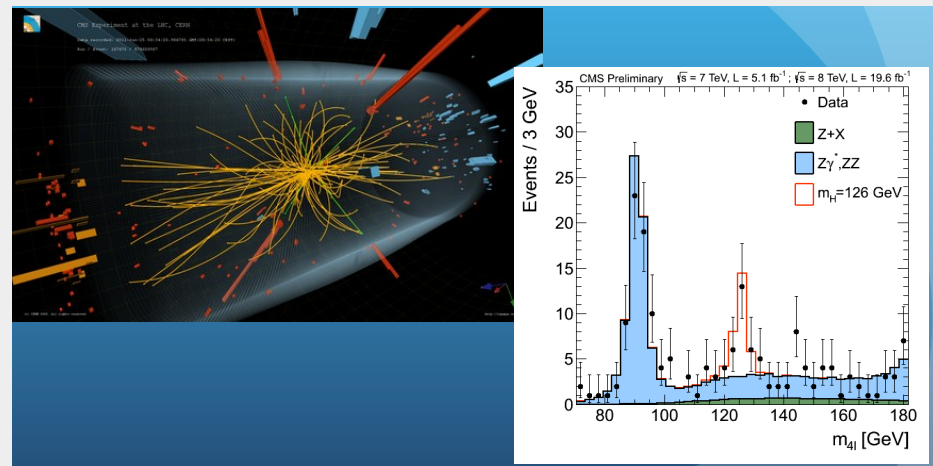 CMS Experiment at the LHC, CERN
CMS Preliminary √s = 7 TeV, L = 5.1 fb⁻¹ ; √s = 8 TeV, L = 19.6 fb⁻¹
Events / 3 GeV
35
30
25
20
15
10
5
0
Data
Z+X
Zγ*,ZZ
m_H=126 GeV
80 100 120 140 160 180
m_4l [GeV]